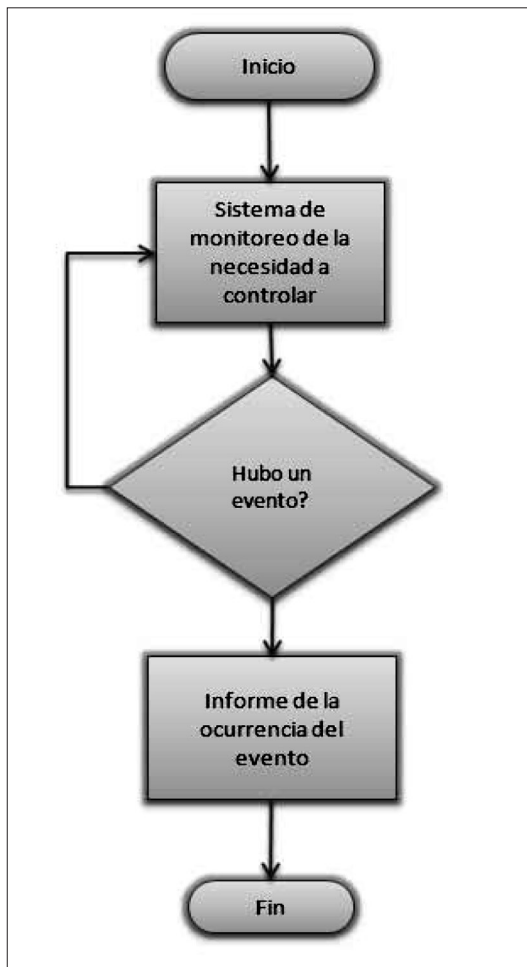 Inicio
Sistema de
monitoreo de la
necesidad a
controlar
Hubo un
evento?
Informe de la
ocurrencia del
evento
Fin